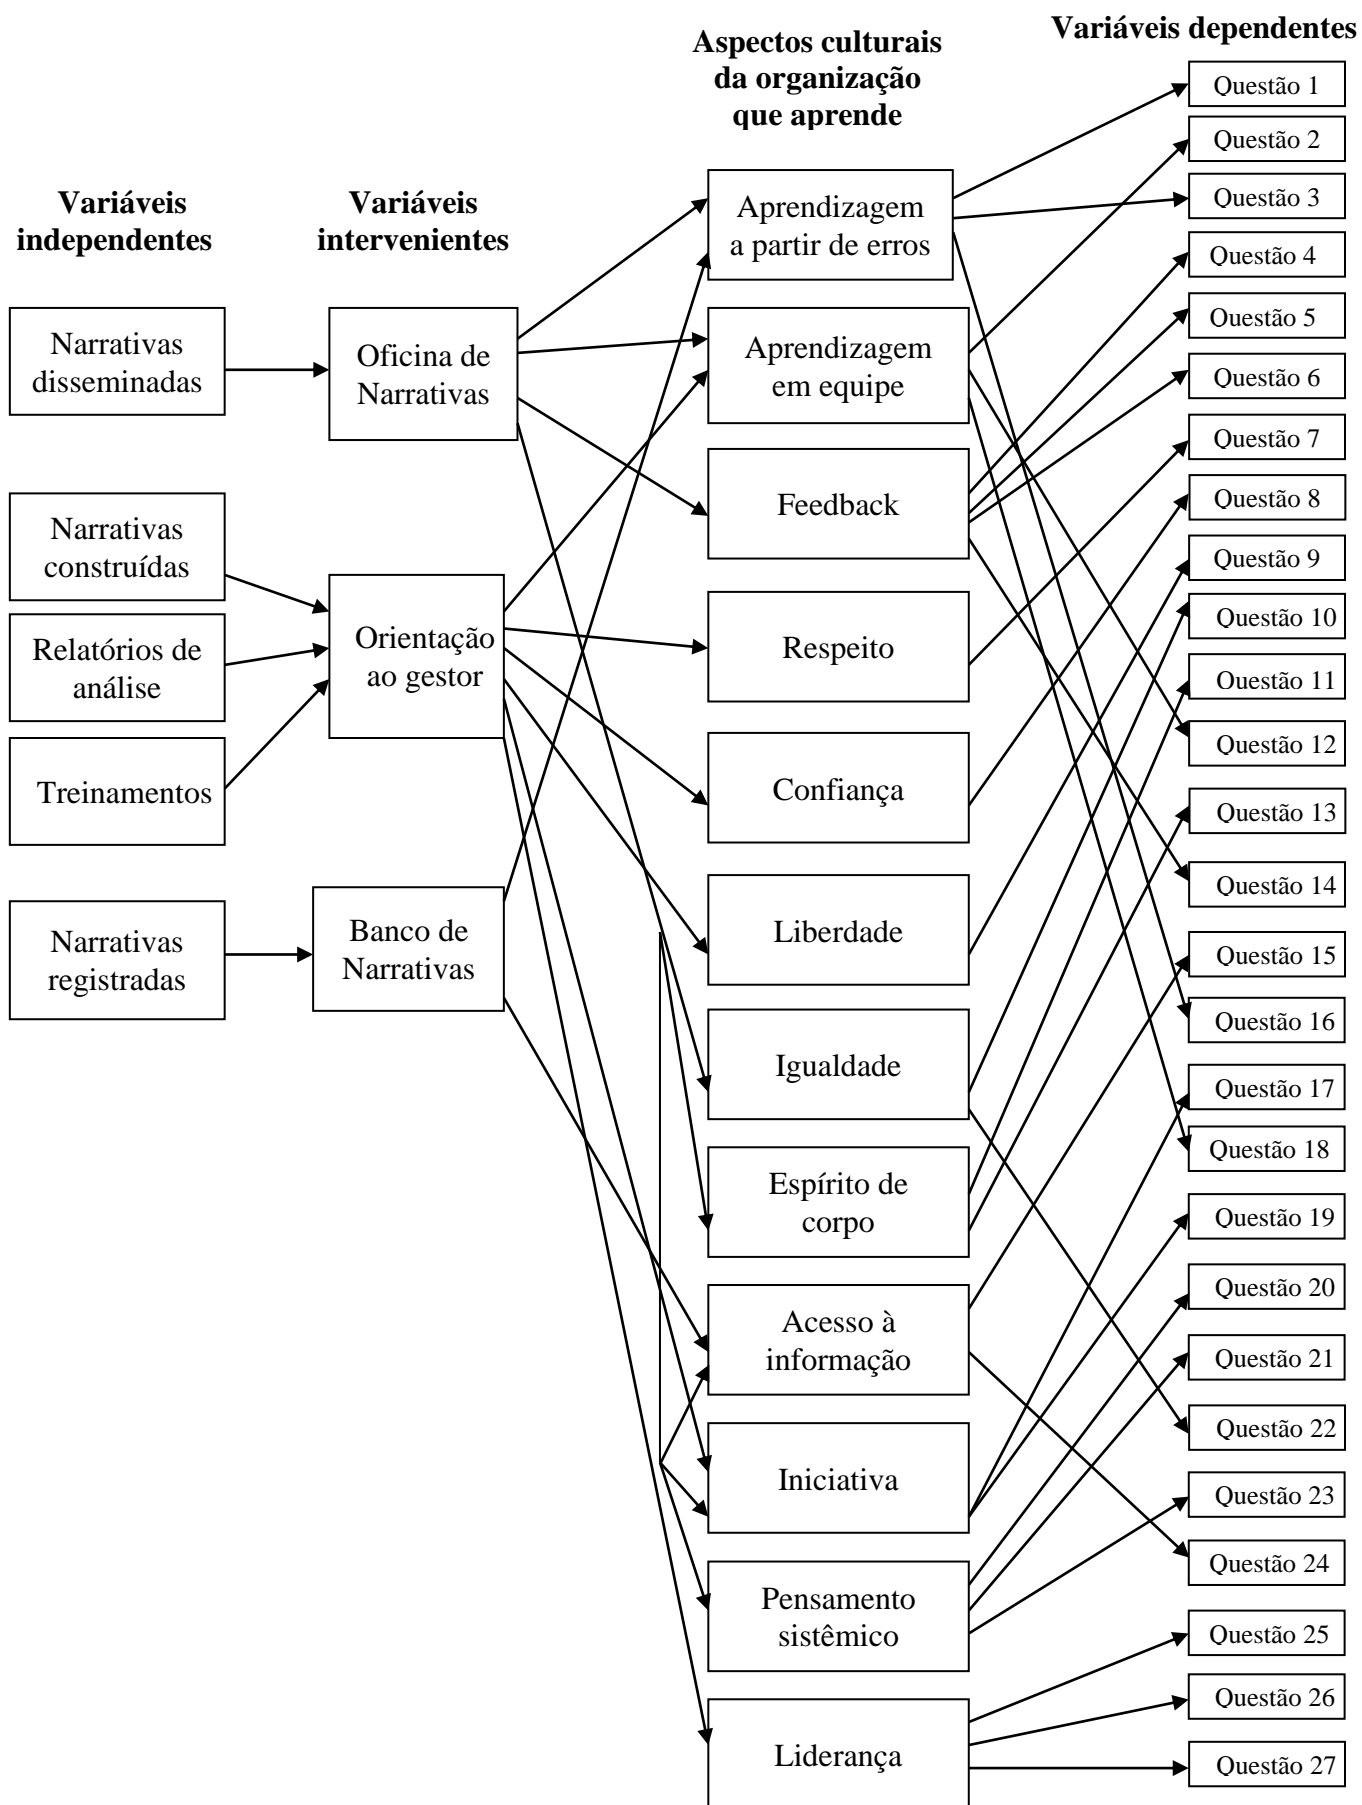 Variáveis dependentes
Aspectos culturais
da organização
que aprende
Variáveis
independentes
Variáveis
intervenientes
Narrativas
disseminadas
Narrativas
construídas
Relatórios de
análise
Treinamentos
Narrativas
registradas
Oficina de
Narrativas
Orientação
ao gestor
Banco de
Narrativas
Aprendizagem
a partir de erros
Aprendizagem
em equipe
Feedback
Respeito
Confiança
Liberdade
Igualdade
Espírito de
corpo
Acesso à
informação
Iniciativa
Pensamento
sistêmico
Liderança
Questão 1
Questão 2
Questão 3
Questão 4
Questão 5
Questão 6
Questão 7
Questão 8
Questão 9
Questão 10
Questão 11
Questão 12
Questão 13
Questão 14
Questão 15
Questão 16
Questão 17
Questão 18
Questão 19
Questão 20
Questão 21
Questão 22
Questão 23
Questão 24
Questão 25
Questão 26
Questão 27